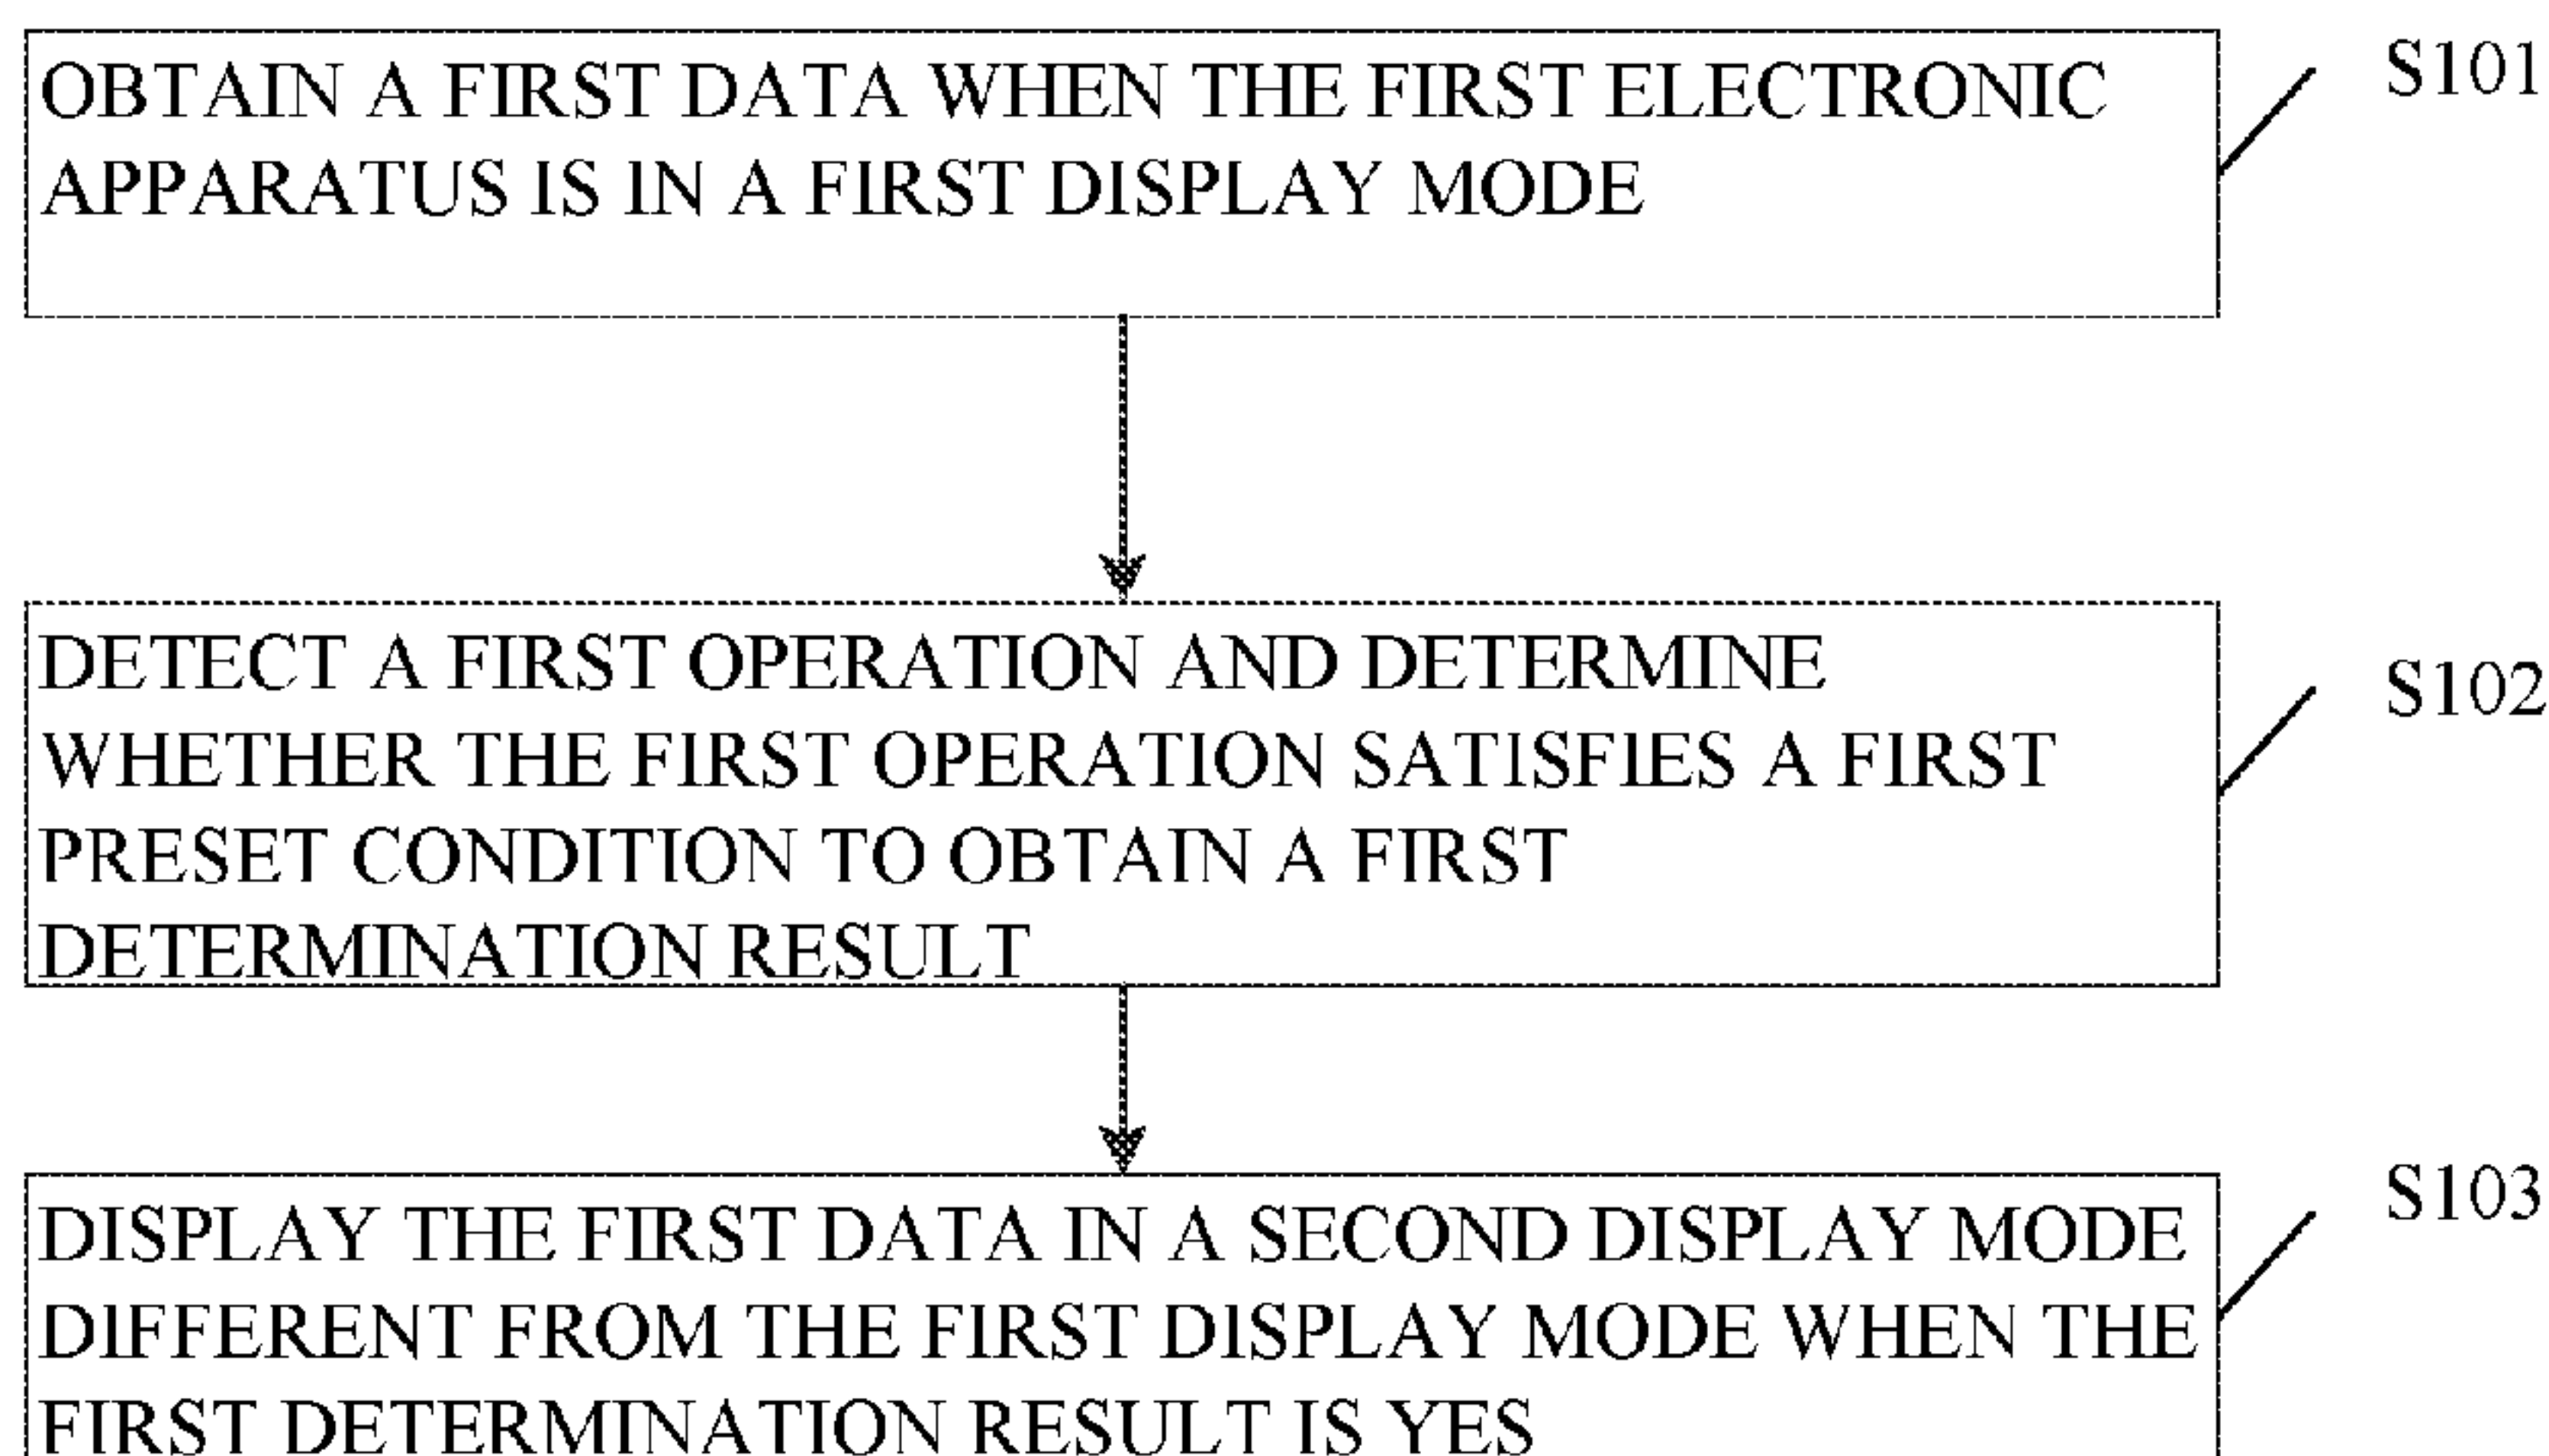 OBTAIN A FIRST DATA WHEN THE FIRST ELECTRONIC
APPARATUS IS IN A FIRST DISPLAY MODE
S101
DETECT A FIRST OPERATION AND DETERMINE
WHETHER THE FIRST OPERATION SATISFIES A FIRST
PRESET CONDITION TO OBTAIN A FIRST
DETERMINATION RESULT
S102
DISPLAY THE FIRST DATA IN A SECOND DISPLAY MODE
DIFFERENT FROM THE FIRST DISPLAY MODE WHEN THE
FIRST DETERMINATION RESULT IS YES
S103